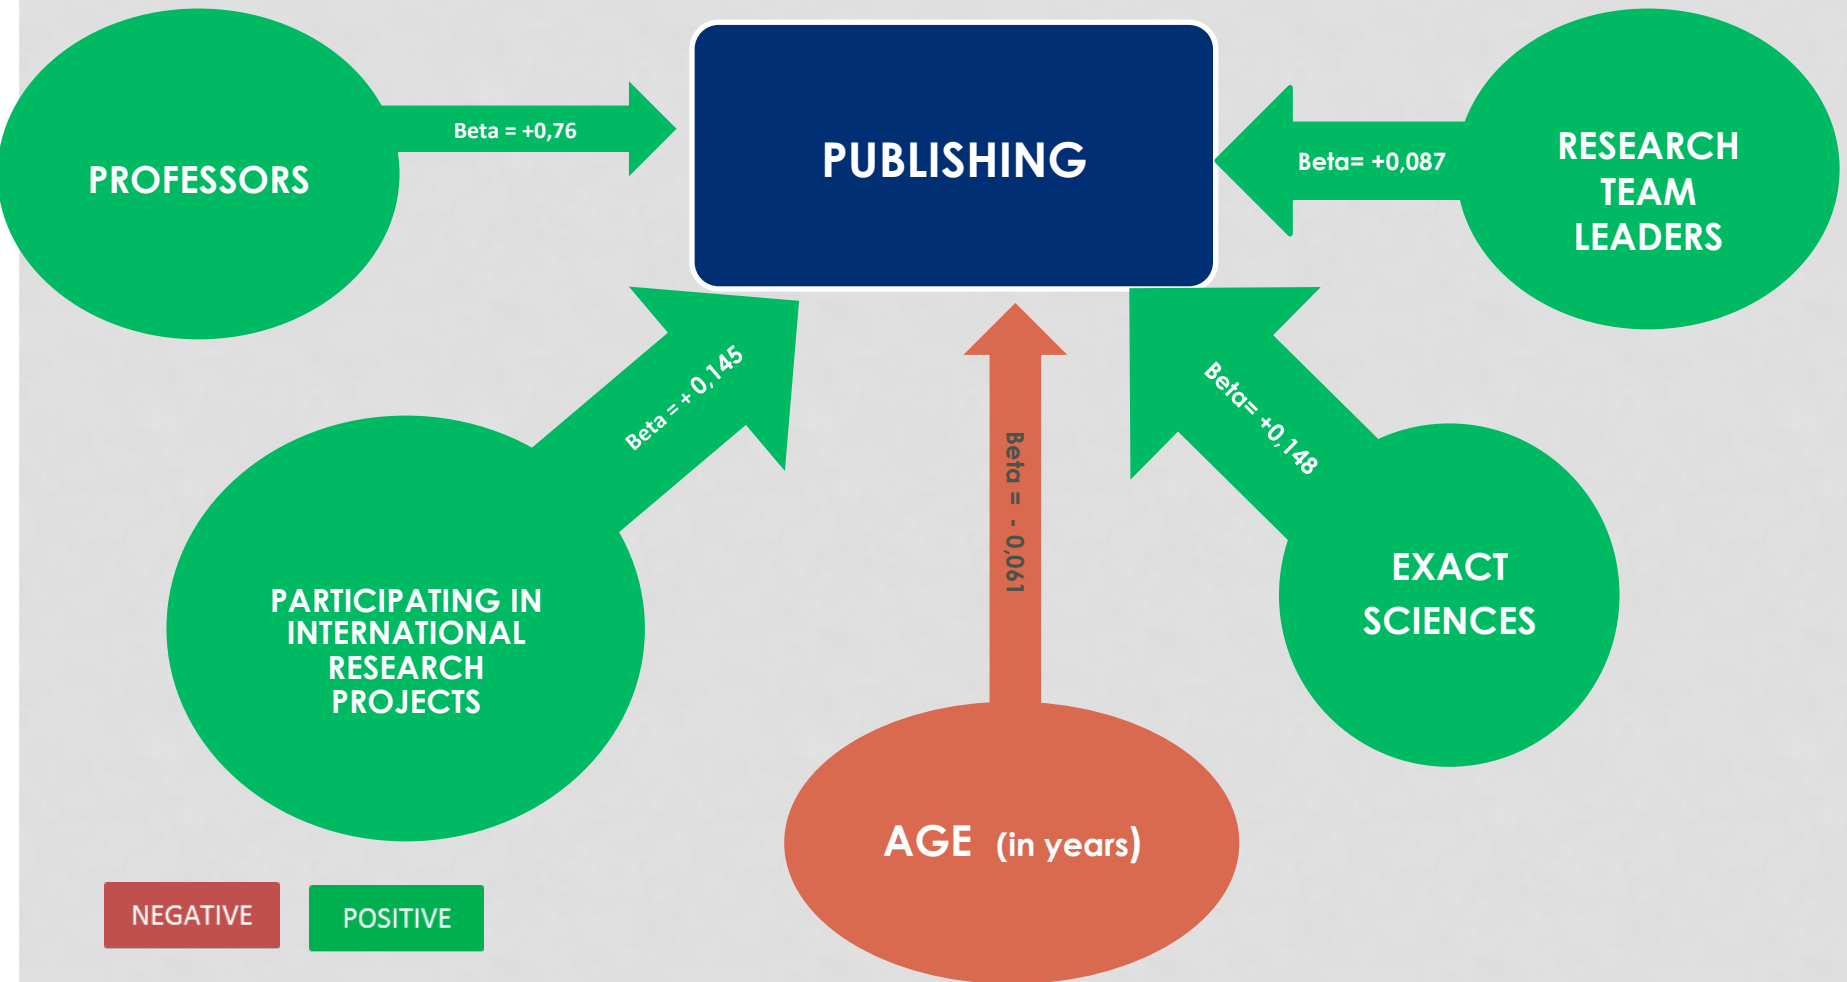 PROFESSORS
Beta = +0,76
PUBLISHING
Beta= +0,087
RESEARCH
TEAM
LEADERS
Beta = + 0,145
Beta = - 0,061
Beta= +0,148
PARTICIPATING IN
INTERNATIONAL
RESEARCH
PROJECTS
EXACT
SCIENCES
AGE (in years)
NEGATIVE
POSITIVE